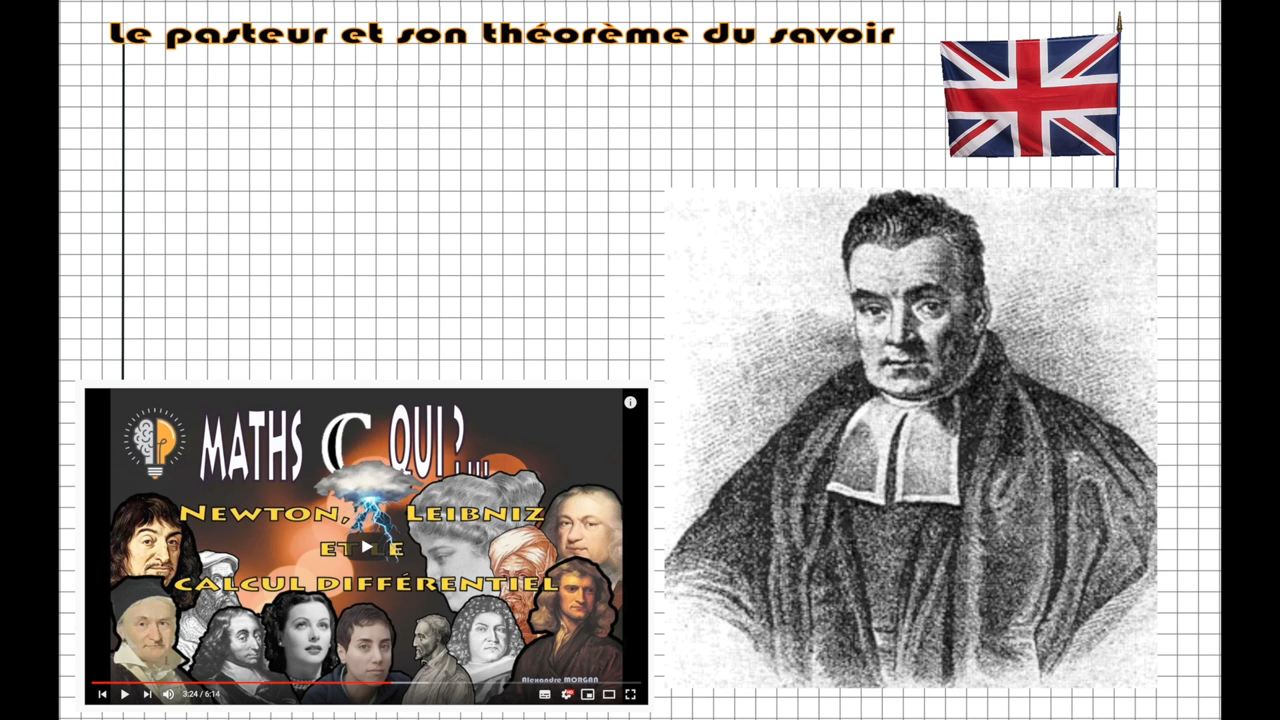 Le pasteur et son théorème du savoir
MATHS C QUI ?...
NEWTON, LEIBNIZ
ET LE
CALCUL DIFFÉRENTIEL
Alexandre MORGAN
3:24 / 6:14